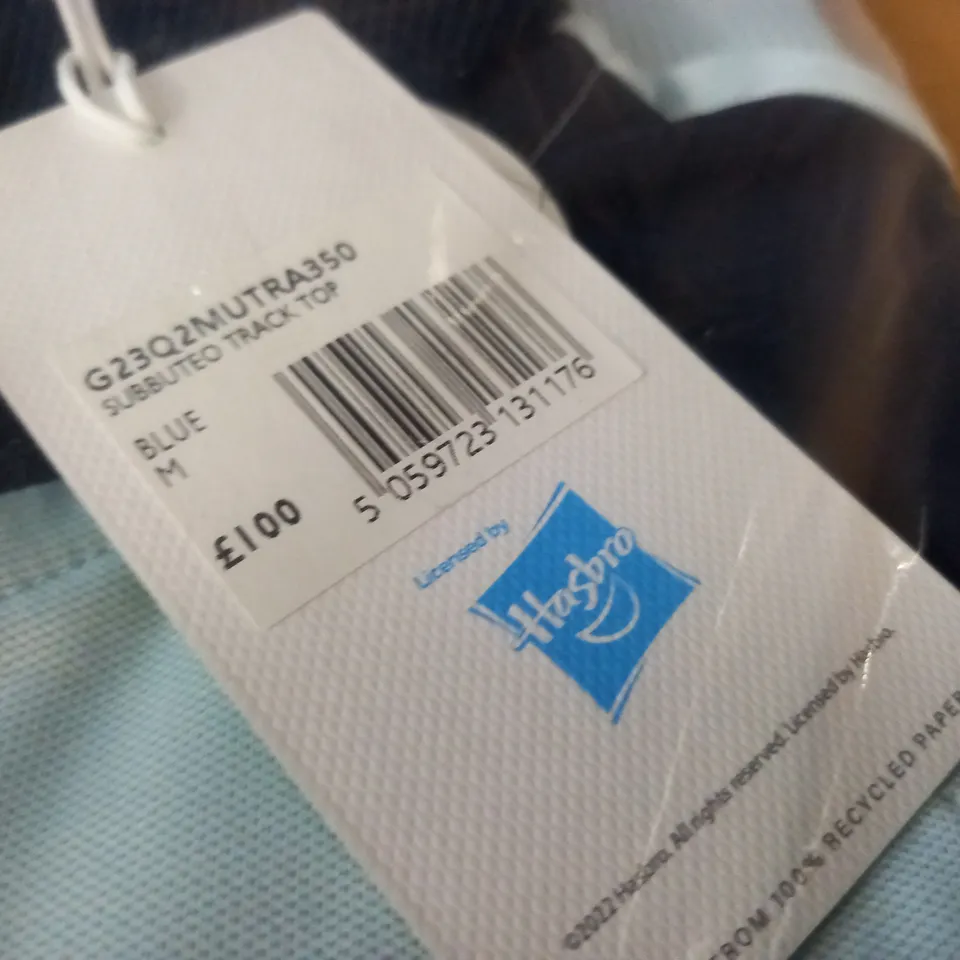 G23Q2MUTRA350
SUBBUTEO TRACK TOP
BLUE
M
£100
5 059723 131176
Licensed by
Hasbro
©2022 Hasbro. All rights reserved. Licensed by Hasbro.
FROM 100% RECYCLED PAPER